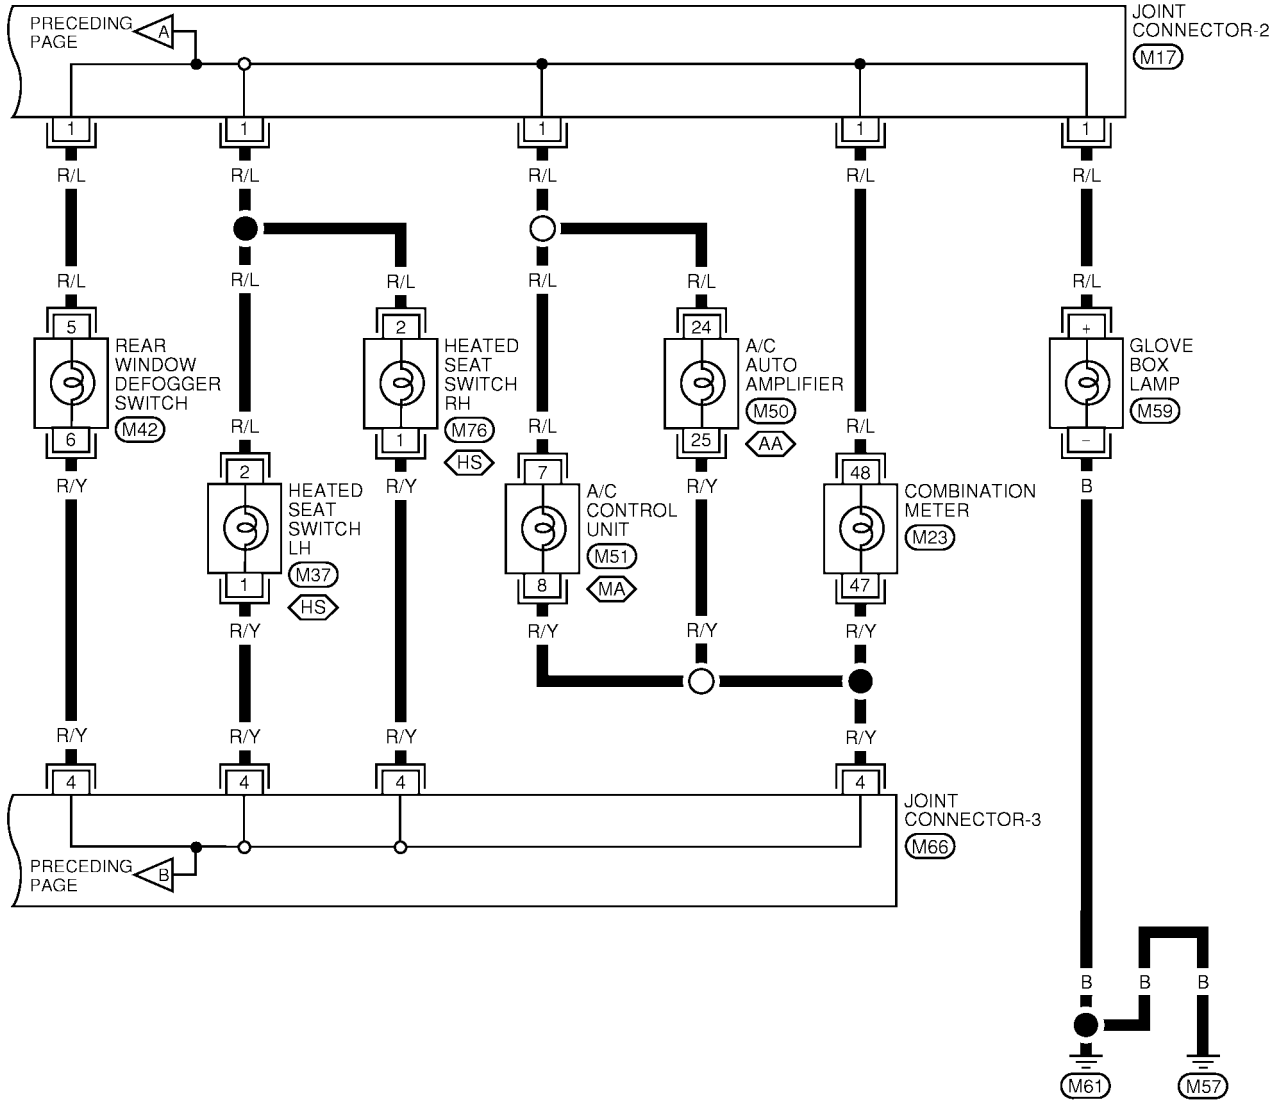 PRECEDING
PAGE
A
JOINT
CONNECTOR-2
M17
1 1 1 1 1
R/L R/L R/L R/L R/L
R/L R/L R/L R/L R/L
5
REAR
WINDOW
DEFOGGER
SWITCH
M42
6
2
HEATED
SEAT
SWITCH
RH
M76
1
HS
24
A/C
AUTO
AMPLIFIER
M50
25
AA
+
GLOVE
BOX
LAMP
M59
−
R/L R/L R/L
R/Y R/Y R/Y B
2
HEATED
SEAT
SWITCH
LH
M37
1
HS
7
A/C
CONTROL
UNIT
M51
8
MA
48
COMBINATION
METER
M23
47
R/Y R/Y R/Y R/Y
R/Y R/Y R/Y R/Y
4 4 4 4
JOINT
CONNECTOR-3
M66
PRECEDING
PAGE
B
B B B
M61 M57